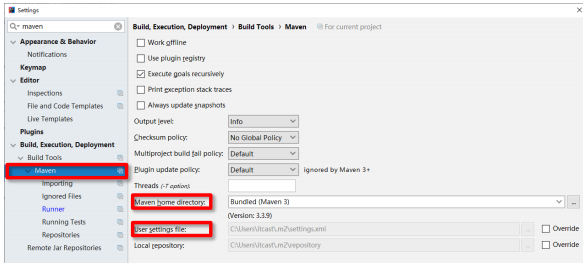 Settings
maven
Appearance & Behavior
Notifications
Keymap
Editor
Inspections
File and Code Templates
Live Templates
Plugins
Build, Execution, Deployment
Build Tools
Maven
Importing
Ignored Files
Runner
Running Tests
Repositories
Remote Jar Repositories
Build, Execution, Deployment › Build Tools › Maven For current project
Work offline
Use plugin registry
Execute goals recursively
Print exception stack traces
Always update snapshots
Output level: Info
Checksum policy: No Global Policy
Multiproject build fail policy: Default
Plugin update policy: Default ignored by Maven 3+
Threads (-T option):
Maven home directory: Bundled (Maven 3) ...
(Version: 3.3.9)
User settings file: C:\Users\itcast\.m2\settings.xml ... Override
Local repository: C:\Users\itcast\.m2\repository ... Override